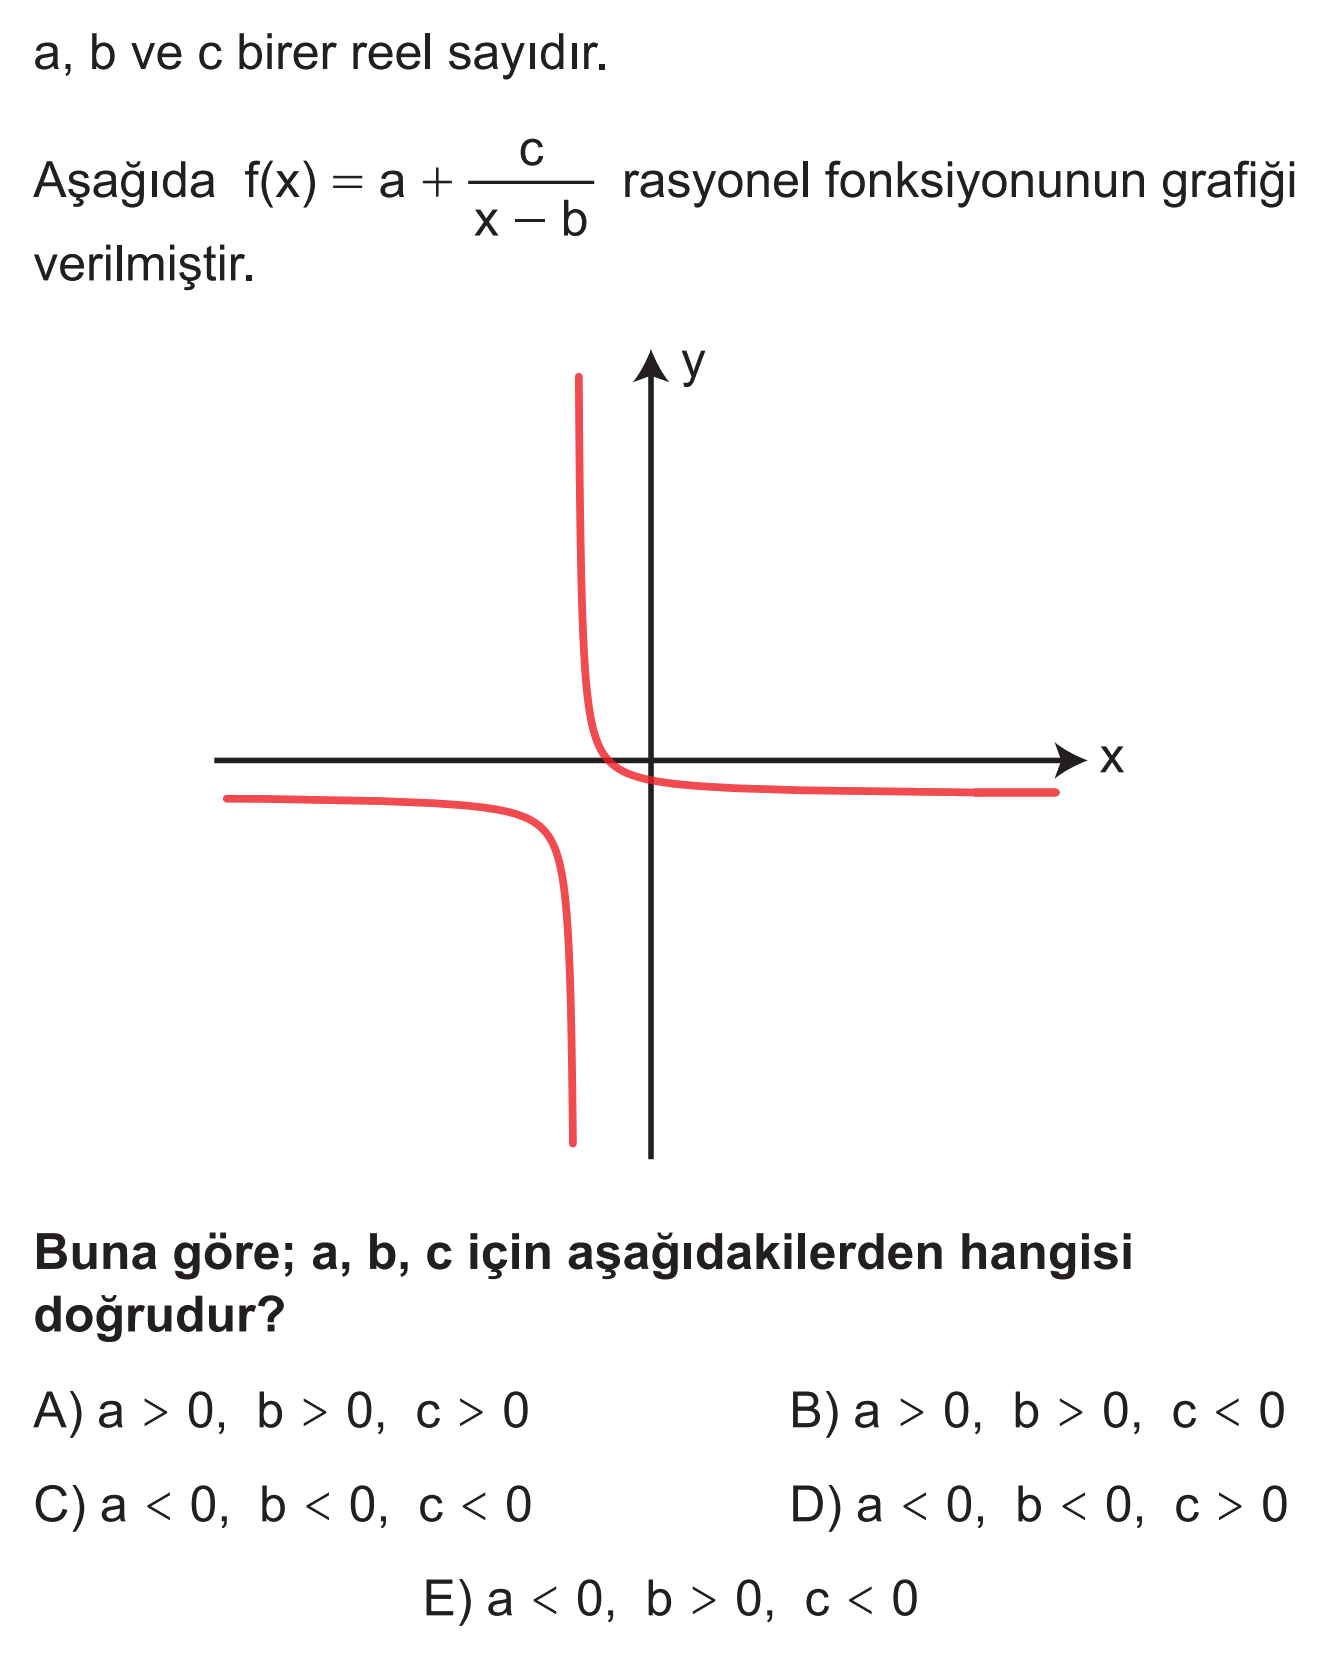 a, b ve c birer reel sayıdır.
Aşağıda f(x) = a + c / (x − b) rasyonel fonksiyonunun grafiği
verilmiştir.
y
x
Buna göre; a, b, c için aşağıdakilerden hangisi
doğrudur?
A) a > 0, b > 0, c > 0 B) a > 0, b > 0, c < 0
C) a < 0, b < 0, c < 0 D) a < 0, b < 0, c > 0
E) a < 0, b > 0, c < 0